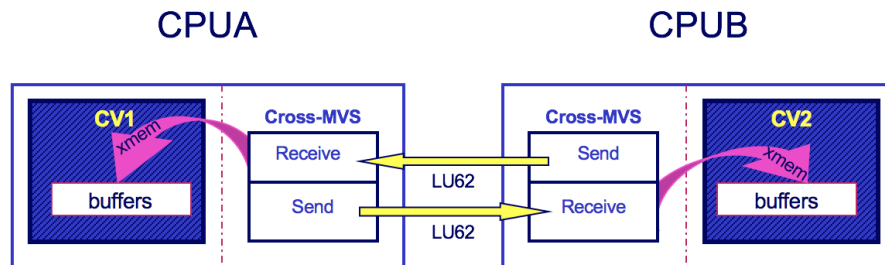 CPUA
CPUB
CV1
Cross-MVS
Cross-MVS
CV2
xmem
Receive
Send
xmem
LU62
buffers
Send
Receive
buffers
LU62